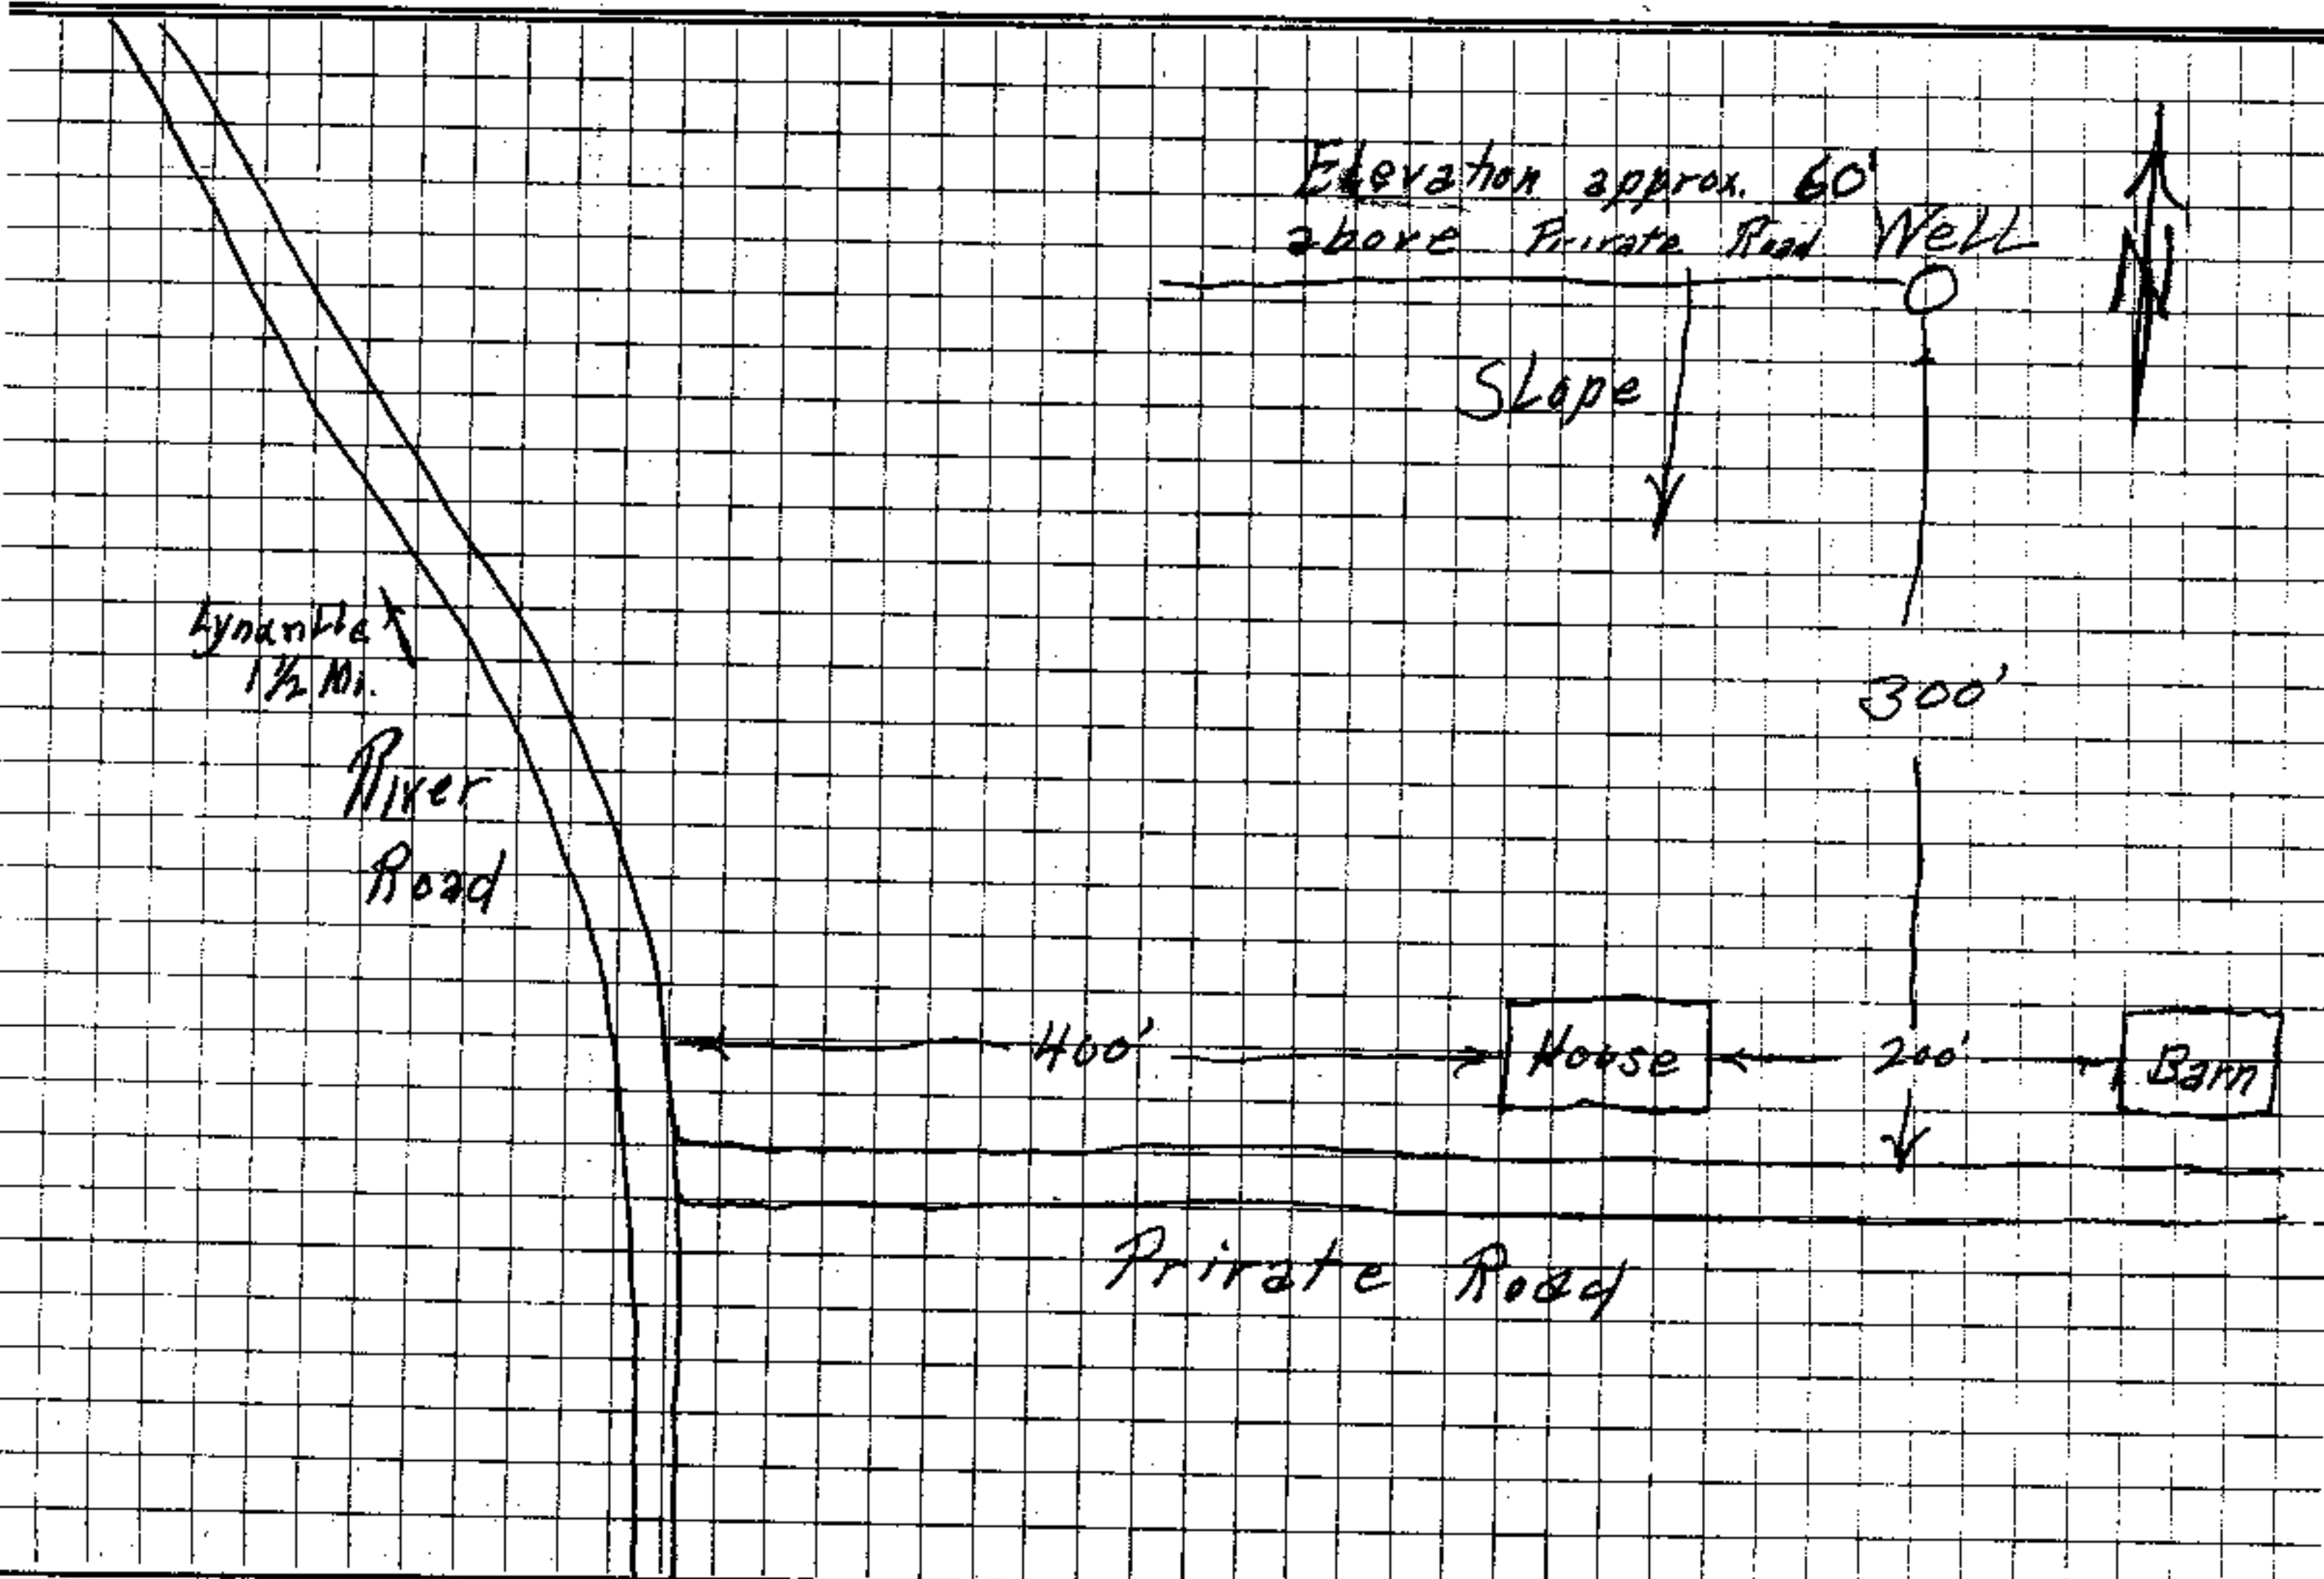 Elevation approx. 60'
above Private Road
Well
N
Slope
300'
1½ Mi.
River
Road
400'
House
200'
Barn
Private Road